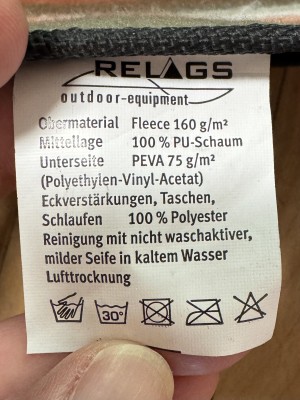 RELAGS
outdoor-equipment
Obermaterial Fleece 160 g/m²
Mittellage 100 % PU-Schaum
Unterseite PEVA 75 g/m²
(Polyethylen-Vinyl-Acetat)
Eckverstärkungen, Taschen,
Schlaufen 100 % Polyester
Reinigung mit nicht waschaktiver,
milder Seife in kaltem Wasser
Lufttrocknung
30°